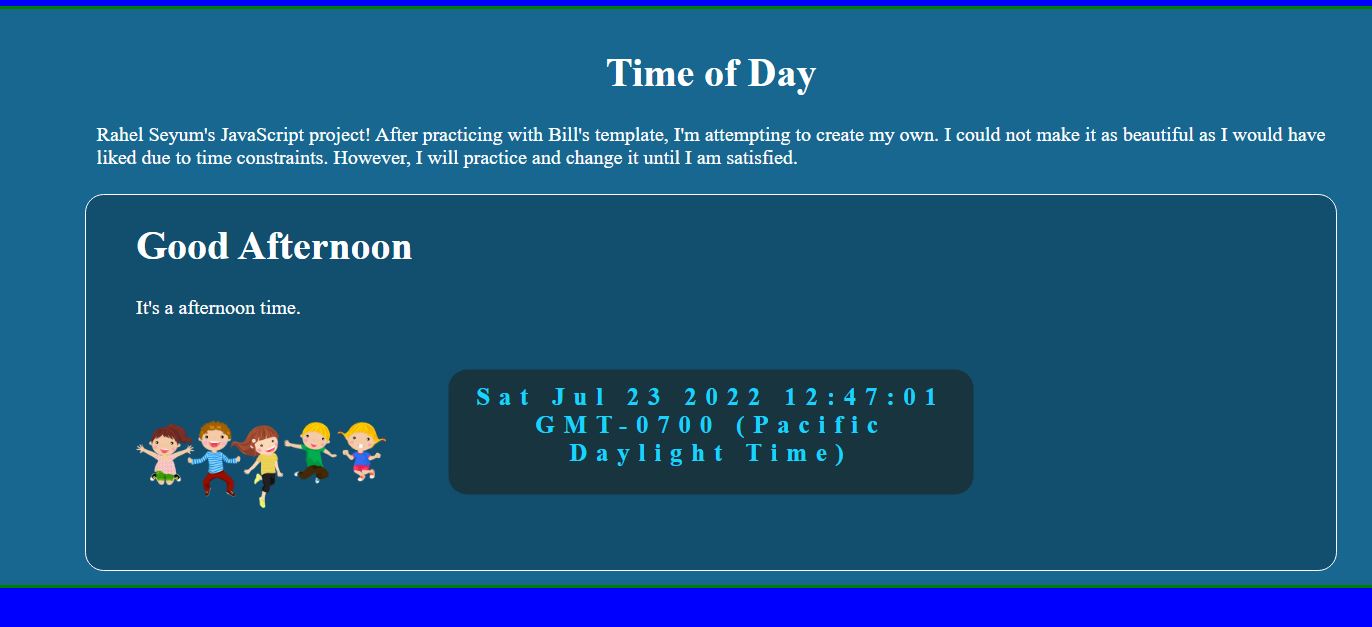 Time of Day
Rahel Seyum's JavaScript project! After practicing with Bill's template, I'm attempting to create my own. I could not make it as beautiful as I would have
liked due to time constraints. However, I will practice and change it until I am satisfied.
Good Afternoon
It's a afternoon time.
Sat Jul 23 2022 12:47:01
GMT-0700 (Pacific
Daylight Time)